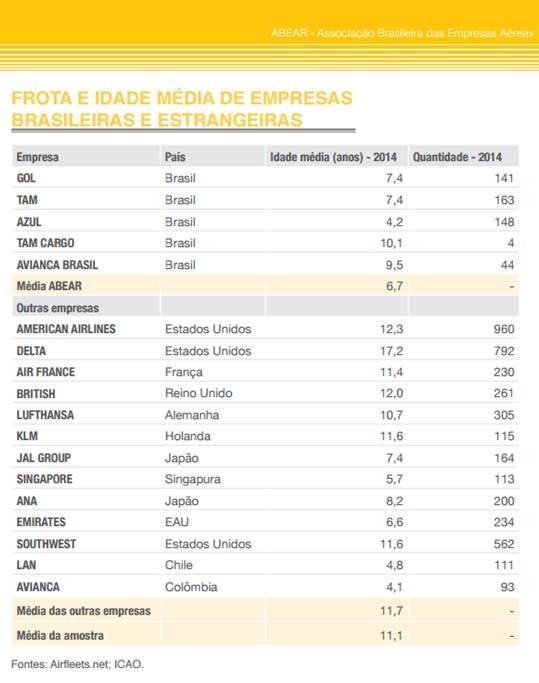 ABEAR - Associação Brasileira das Empresas Aéreas
FROTA E IDADE MÉDIA DE EMPRESAS
BRASILEIRAS E ESTRANGEIRAS
Empresa País Idade média (anos) - 2014 Quantidade - 2014
GOL Brasil 7,4 141
TAM Brasil 7,4 163
AZUL Brasil 4,2 148
TAM CARGO Brasil 10,1 4
AVIANCA BRASIL Brasil 9,5 44
Média ABEAR 6,7 -
Outras empresas
AMERICAN AIRLINES Estados Unidos 12,3 960
DELTA Estados Unidos 17,2 792
AIR FRANCE França 11,4 230
BRITISH Reino Unido 12,0 261
LUFTHANSA Alemanha 10,7 305
KLM Holanda 11,6 115
JAL GROUP Japão 7,4 164
SINGAPORE Singapura 5,7 113
ANA Japão 8,2 200
EMIRATES EAU 6,6 234
SOUTHWEST Estados Unidos 11,6 562
LAN Chile 4,8 111
AVIANCA Colômbia 4,1 93
Média das outras empresas 11,7 -
Média da amostra 11,1 -
Fontes: Airfleets.net; ICAO.